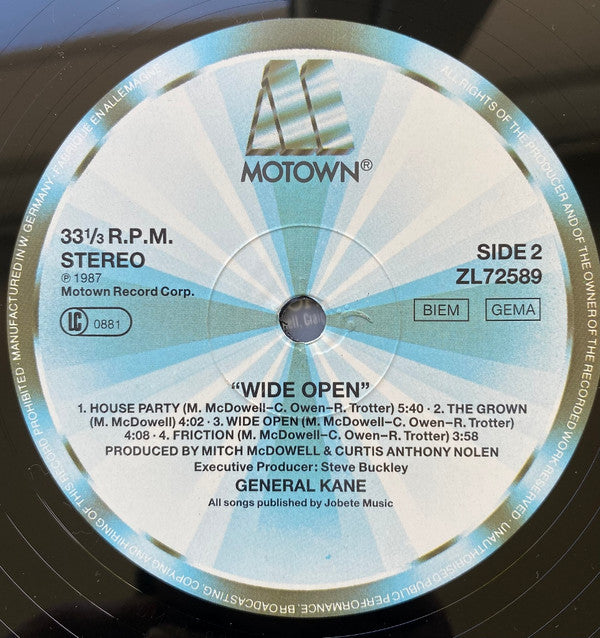 MOTOWN®
33⅓ R.P.M.
STEREO
℗ 1987
Motown Record Corp.
LC 0881
SIDE 2
ZL72589
BIEM GEMA
“WIDE OPEN”
1. HOUSE PARTY (M. McDOWELL–C. OWEN–R. TROTTER) 5:40 · 2. THE GROWN
(M. McDOWELL) 4:02 · 3. WIDE OPEN (M. McDOWELL–C. OWEN–R. TROTTER)
4:08 · 4. FRICTION (M. McDOWELL–C. OWEN–R. TROTTER) 3:58
PRODUCED BY MITCH McDOWELL & CURTIS ANTHONY NOLEN
Executive Producer: Steve Buckley
GENERAL KANE
All songs published by Jobete Music
ALL RIGHTS OF THE PRODUCER AND OF THE OWNER OF THE RECORDED WORK RESERVED · UNAUTHORISED PUBLIC PERFORMANCE, BROADCASTING, COPYING AND HIRING OF THIS RECORD PROHIBITED · MANUFACTURED IN W. GERMANY. FABRIQUÉ EN ALLEMAGNE